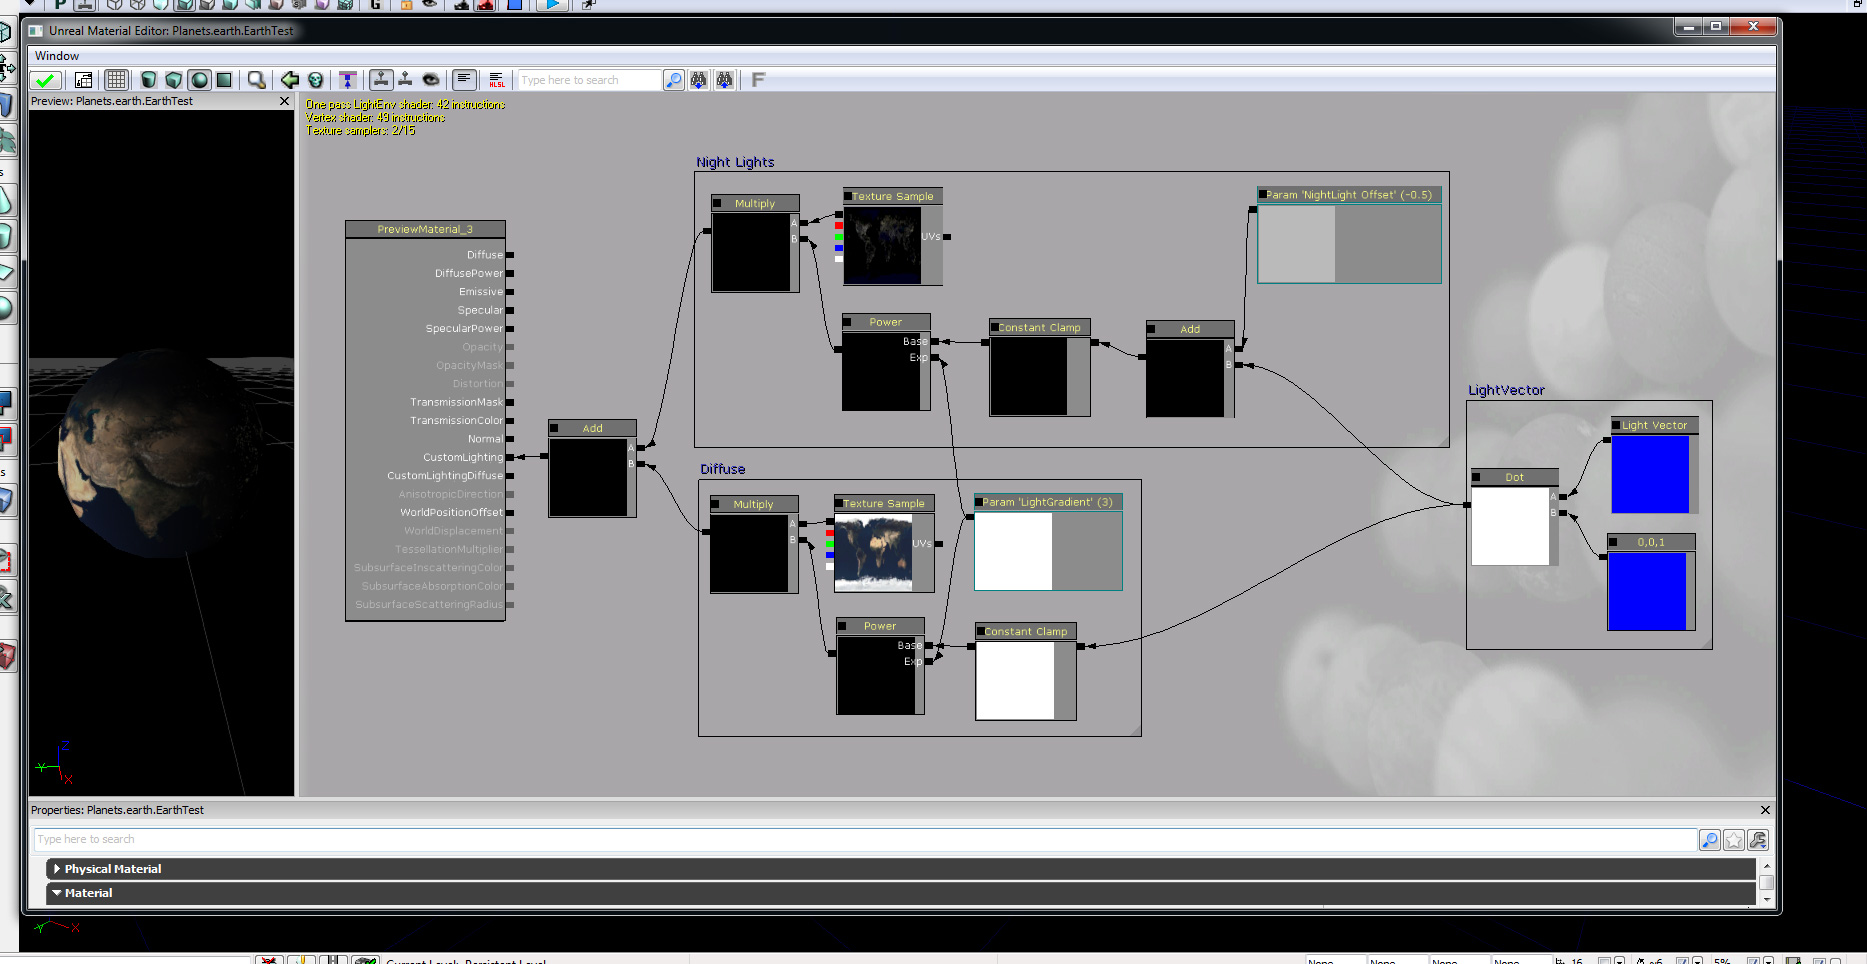 P
G
Unreal Material Editor: Planets.earth.EarthTest
Window
HLSL
Type here to search
F
Preview: Planets.earth.EarthTest
One pass LightEnv shader: 42 instructions
Vertex shader: 43 instructions
Texture samplers: 2/15
Night Lights
Multiply
A
B
Texture Sample
UVs
Param 'NightLight Offset' (-0.5)
Power
Base
Exp
Constant Clamp
Add
A
B
PreviewMaterial_3
Diffuse
DiffusePower
Emissive
Specular
SpecularPower
Opacity
OpacityMask
Distortion
TransmissionMask
TransmissionColor
Normal
CustomLighting
CustomLightingDiffuse
AnisotropicDirection
WorldPositionOffset
WorldDisplacement
TessellationMultiplier
SubsurfaceInscatteringColor
SubsurfaceAbsorptionColor
SubsurfaceScatteringRadius
Add
A
B
Diffuse
Multiply
A
B
Texture Sample
UVs
Param 'LightGradient' (3)
Power
Base
Exp
Constant Clamp
LightVector
Dot
A
B
Light Vector
0,0,1
Z
Y
X
Properties: Planets.earth.EarthTest
Type here to search
Physical Material
Material
Y
X
Current Level: Persistent Level
None
None
None
None
16
5%